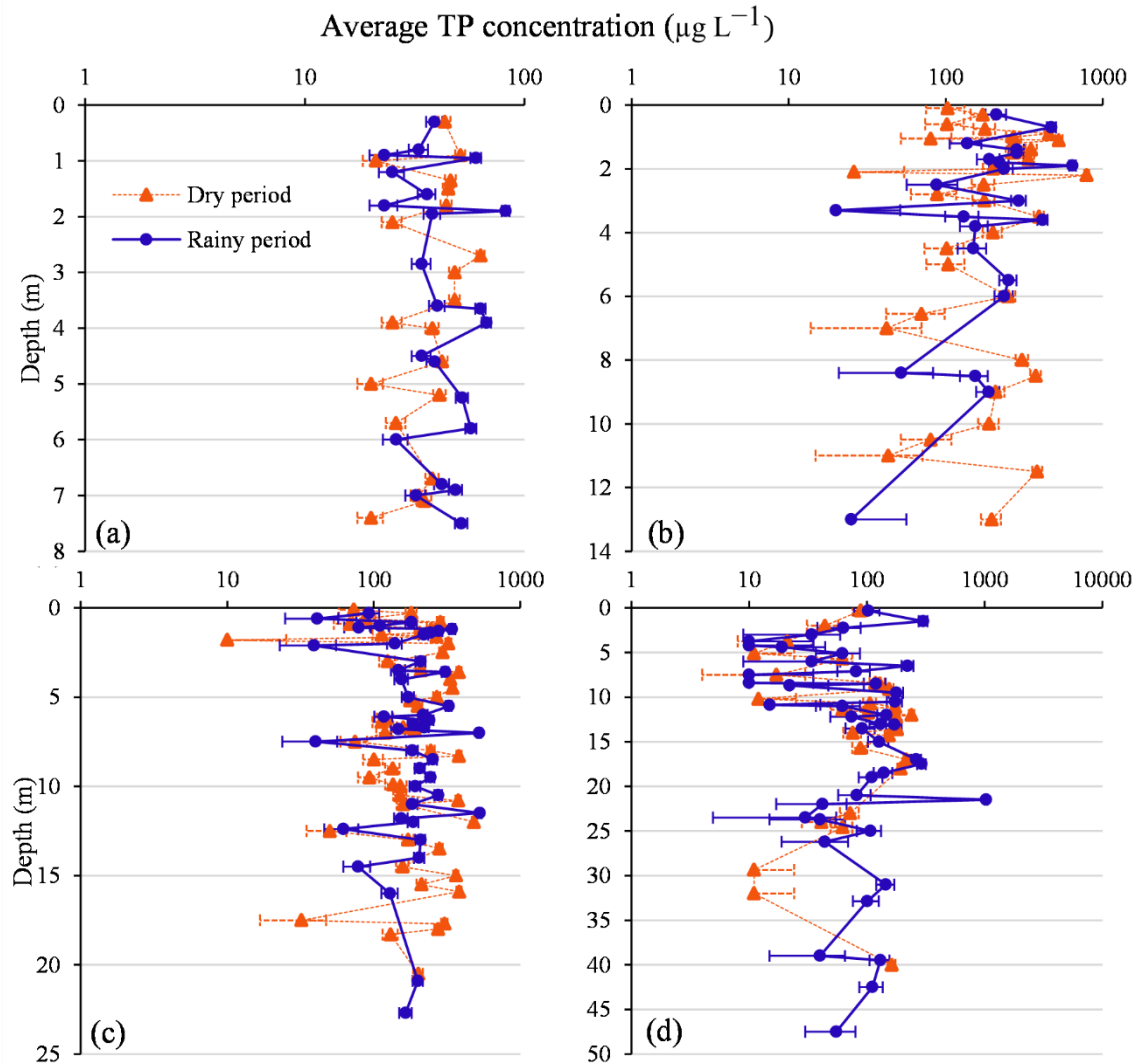 Average TP concentration (µg L⁻¹)
1 10 100
1 10 100 1000
Depth (m)
0
1
2
3
4
5
6
7
8
Dry period
Rainy period
(a)
0
2
4
6
8
10
12
14
(b)
1 10 100 1000
1 10 100 1000 10000
Depth (m)
0
5
10
15
20
25
(c)
0
5
10
15
20
25
30
35
40
45
50
(d)